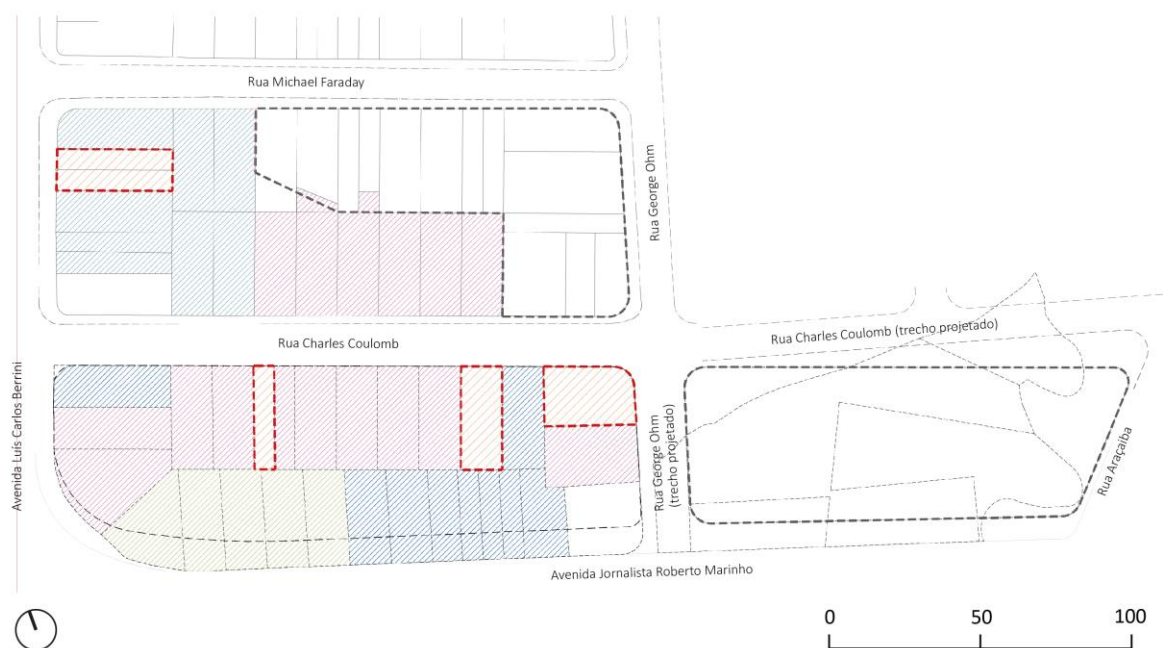 Rua Michael Faraday
Rua George Ohm
Rua Charles Coulomb (trecho projetado)
Rua Charles Coulomb
Avenida Luis Carlos Berrini
Rua George Ohm
(trecho projetado)
Rua Araçaiba
Avenida Jornalista Roberto Marinho
0 50 100